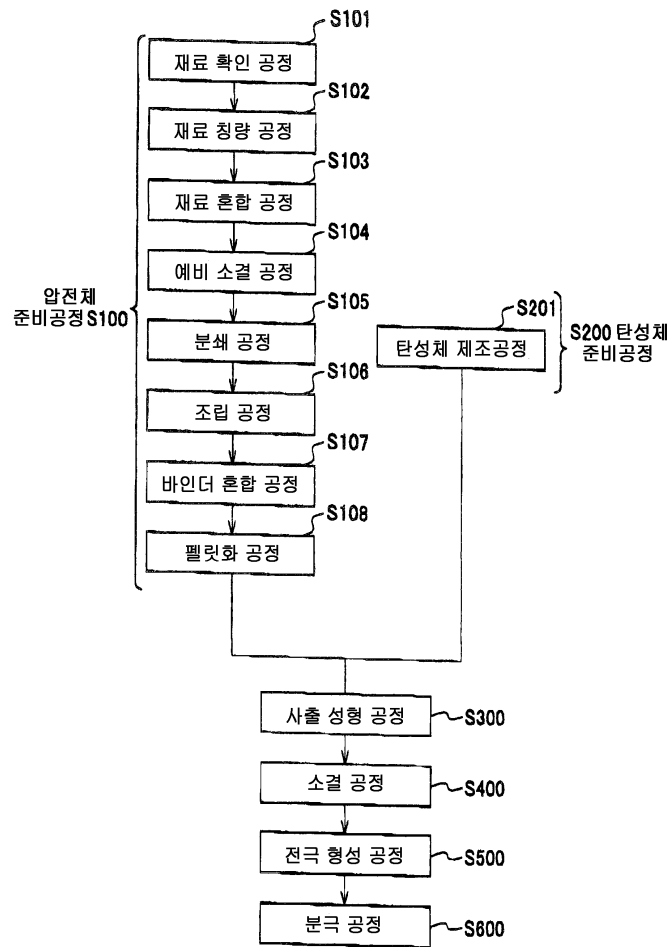 S101
재료 확인 공정
S102
재료 칭량 공정
S103
재료 혼합 공정
S104
예비 소결 공정
압전체
준비공정S100
S105
분쇄 공정
S106
조립 공정
S107
바인더 혼합 공정
S108
펠릿화 공정
S201
탄성체 제조공정
S200 탄성체
준비공정
사출 성형 공정
S300
소결 공정
S400
전극 형성 공정
S500
분극 공정
S600